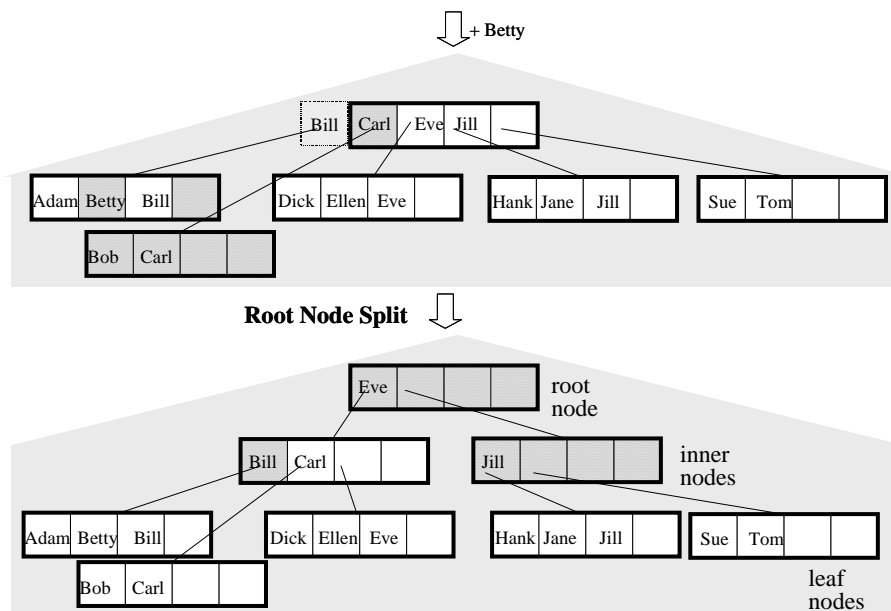 + Betty
Bill Carl Eve Jill
Adam Betty Bill Dick Ellen Eve Hank Jane Jill Sue Tom
Bob Carl
Root Node Split
Eve root
node
Bill Carl Jill inner
nodes
Adam Betty Bill Dick Ellen Eve Hank Jane Jill Sue Tom
Bob Carl leaf
nodes